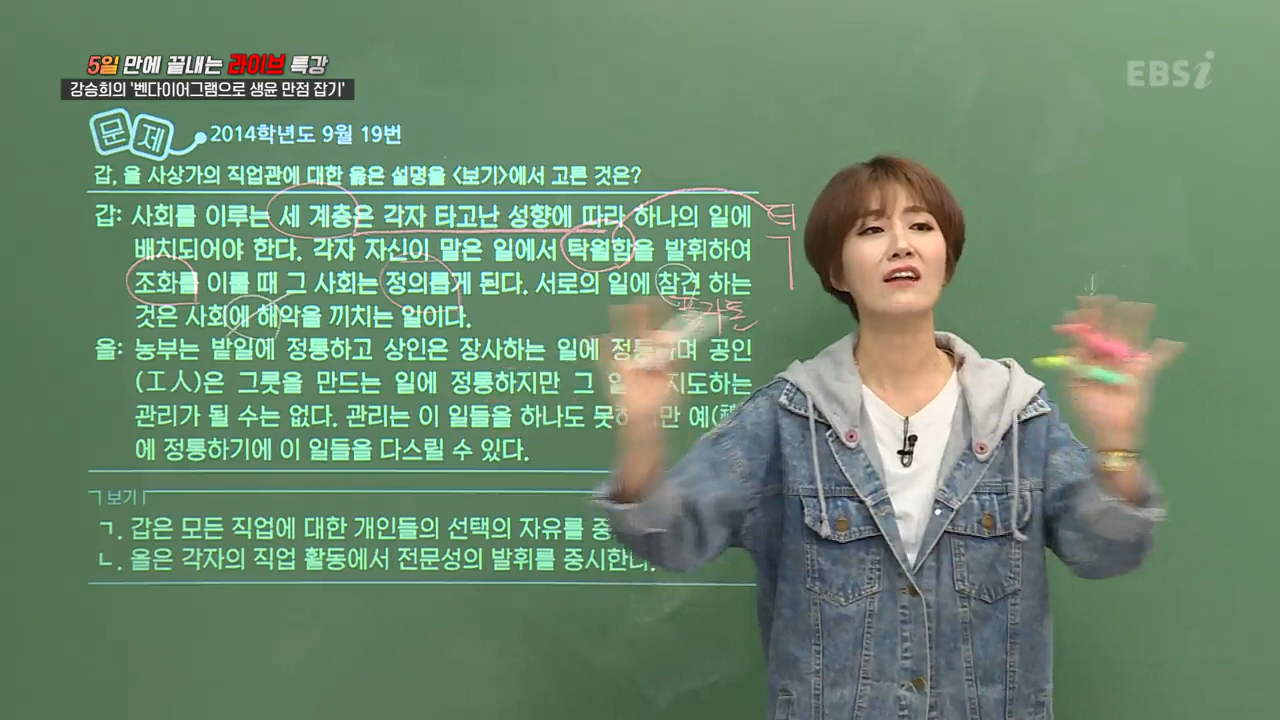 5일 만에 끝내는 라이브 특강
강승희의 '벤다이어그램으로 생윤 만점 잡기'
EBSi
문제 2014학년도 9월 19번
갑, 을 사상가의 직업관에 대한 옳은 설명을 <보기>에서 고른 것은?
갑: 사회를 이루는 세 계층은 각자 타고난 성향에 따라 하나의 일에
배치되어야 한다. 각자 자신이 맡은 일에서 탁월함을 발휘하여
조화를 이룰 때 그 사회는 정의롭게 된다. 서로의 일에 참견 하는
것은 사회에 해악을 끼치는 일이다.
플라톤
을: 농부는 밭일에 정통하고 상인은 장사하는 일에 정통하며 공인
(工人)은 그릇을 만드는 일에 정통하지만 그 지도하는
관리가 될 수는 없다. 관리는 이 일들을 하나도 예(
에 정통하기에 이 일들을 다스릴 수 있다.
보기
ㄱ. 갑은 모든 직업에 대한 개인들의 선택의 자유를
ㄴ. 을은 각자의 직업 활동에서 전문성의 발휘를 중시한다.